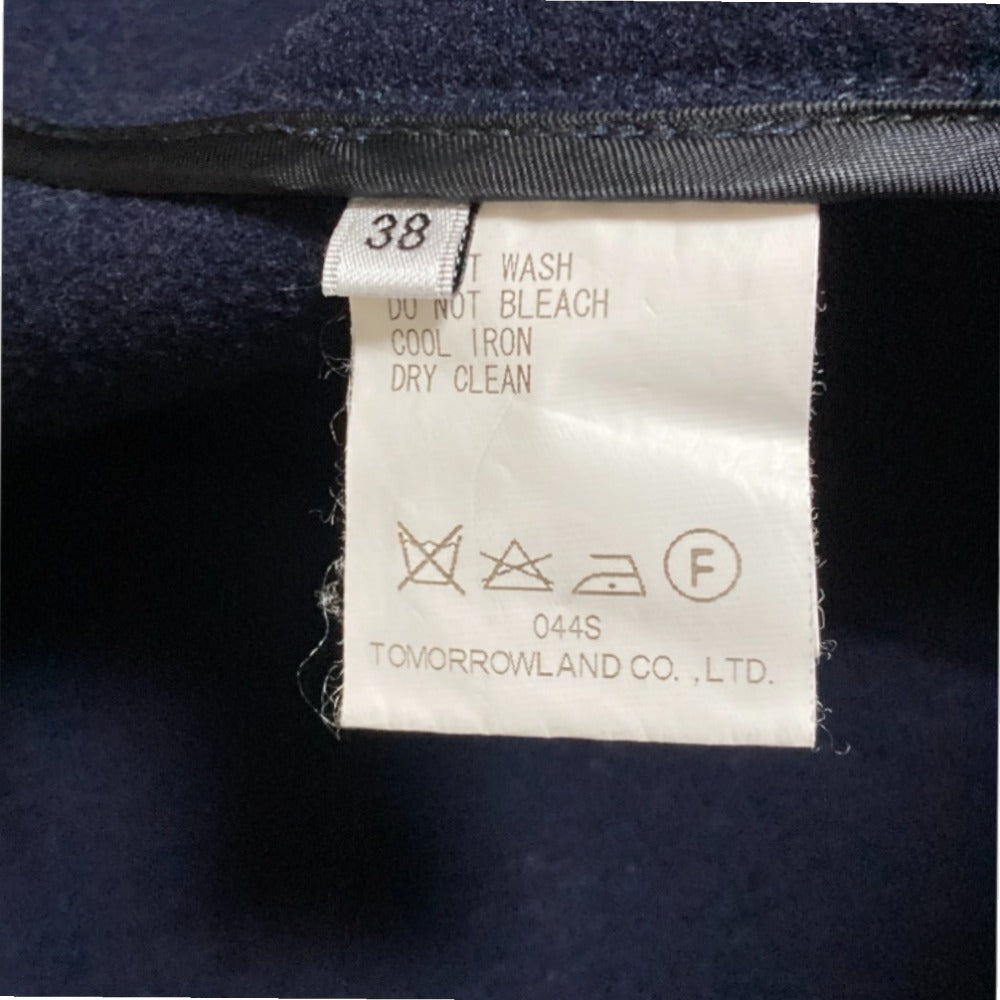 38
T WASH
DO NOT BLEACH
COOL IRON
DRY CLEAN
F
044S
TOMORROWLAND CO.,LTD.